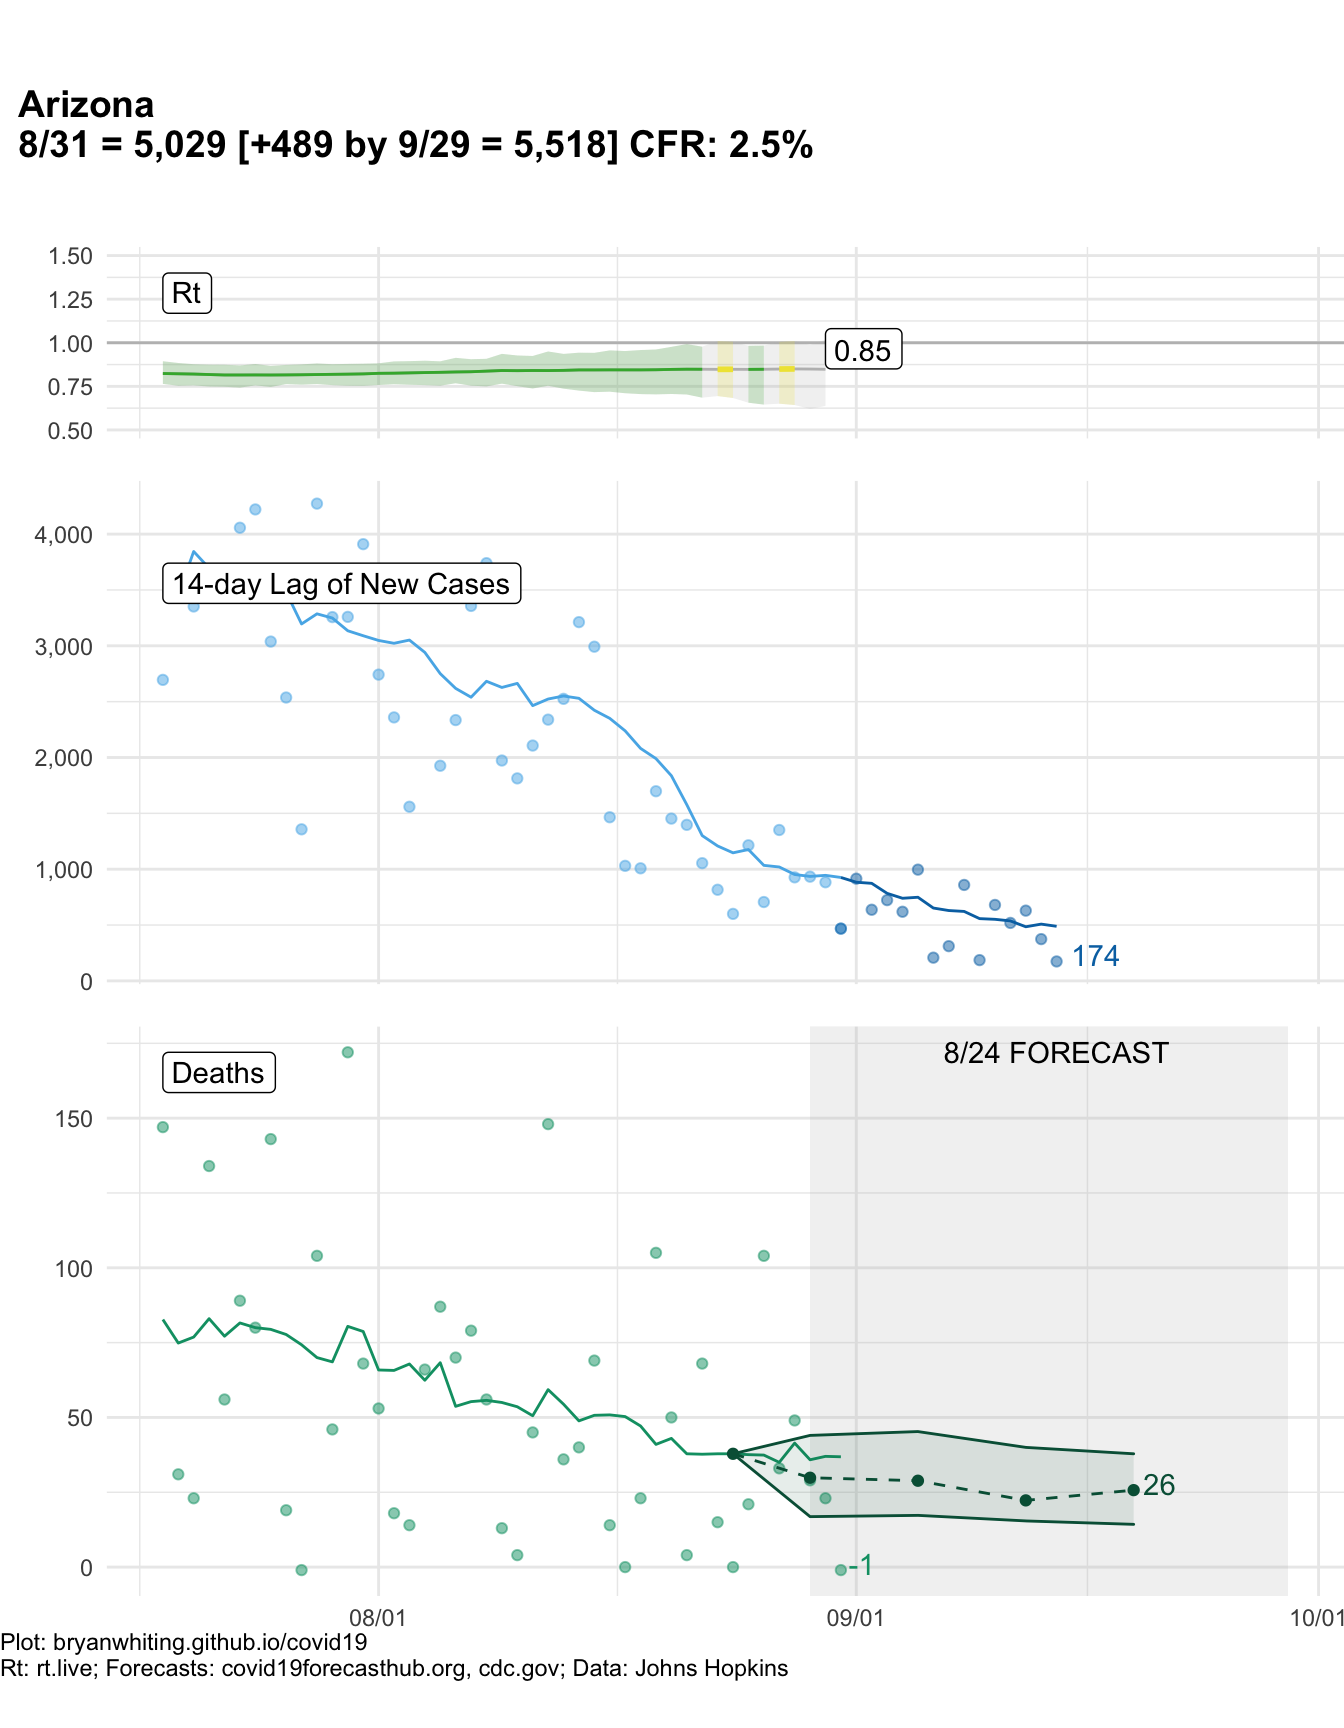 Arizona
8/31 = 5,029 [+489 by 9/29 = 5,518] CFR: 2.5%
1.50
1.25
1.00
0.75
0.50
Rt
0.85
4,000
3,000
2,000
1,000
0
14-day Lag of New Cases
174
150
100
50
0
Deaths
8/24 FORECAST
26
-1
08/01
09/01
10/01
Plot: bryanwhiting.github.io/covid19
Rt: rt.live; Forecasts: covid19forecasthub.org, cdc.gov; Data: Johns Hopkins